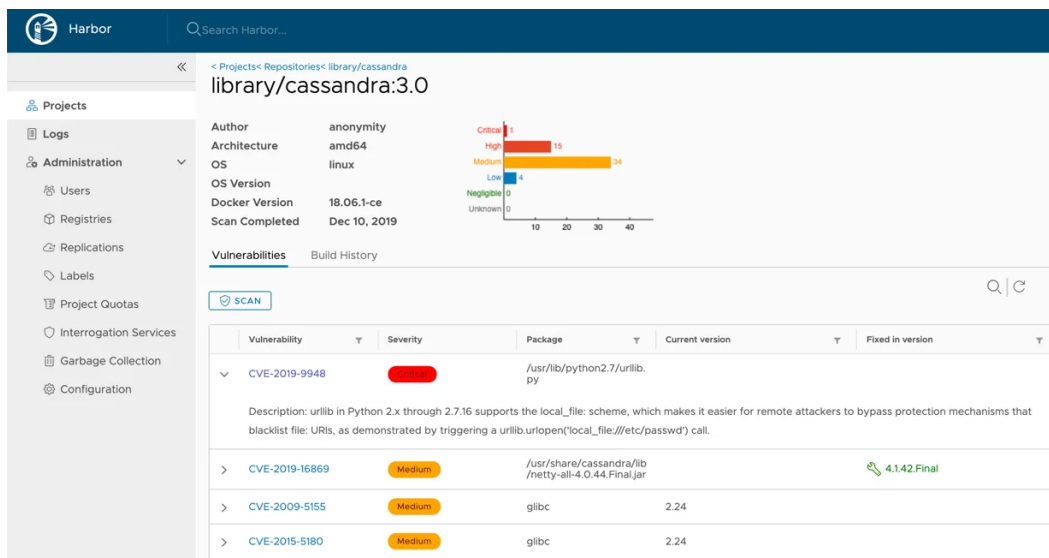 Harbor
Search Harbor...
Projects
Logs
Administration
Users
Registries
Replications
Labels
Project Quotas
Interrogation Services
Garbage Collection
Configuration
< Projects< Repositories< library/cassandra
library/cassandra:3.0
Author anonymity
Architecture amd64
OS linux
OS Version
Docker Version 18.06.1-ce
Scan Completed Dec 10, 2019
Critical 1
High 15
Medium 34
Low 4
Negligible 0
Unknown 0
10 20 30 40
Vulnerabilities Build History
SCAN
Vulnerability Severity Package Current version Fixed in version
CVE-2019-9948 Critical /usr/lib/python2.7/urllib.
py
Description: urllib in Python 2.x through 2.7.16 supports the local_file: scheme, which makes it easier for remote attackers to bypass protection mechanisms that
blacklist file: URIs, as demonstrated by triggering a urllib.urlopen('local_file:///etc/passwd') call.
CVE-2019-16869 Medium /usr/share/cassandra/lib
/netty-all-4.0.44.Final.jar 4.1.42.Final
CVE-2009-5155 Medium glibc 2.24
CVE-2015-5180 Medium glibc 2.24